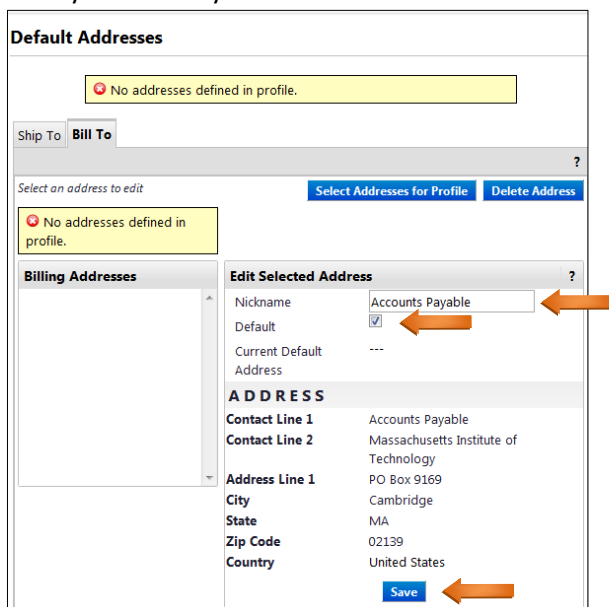 Default Addresses
No addresses defined in profile.
Ship To Bill To
?
Select an address to edit Select Addresses for Profile Delete Address
No addresses defined in
profile.
Billing Addresses
Edit Selected Address ?
Nickname Accounts Payable
Default
Current Default ---
Address
ADDRESS
Contact Line 1 Accounts Payable
Contact Line 2 Massachusetts Institute of
Technology
Address Line 1 PO Box 9169
City Cambridge
State MA
Zip Code 02139
Country United States
Save